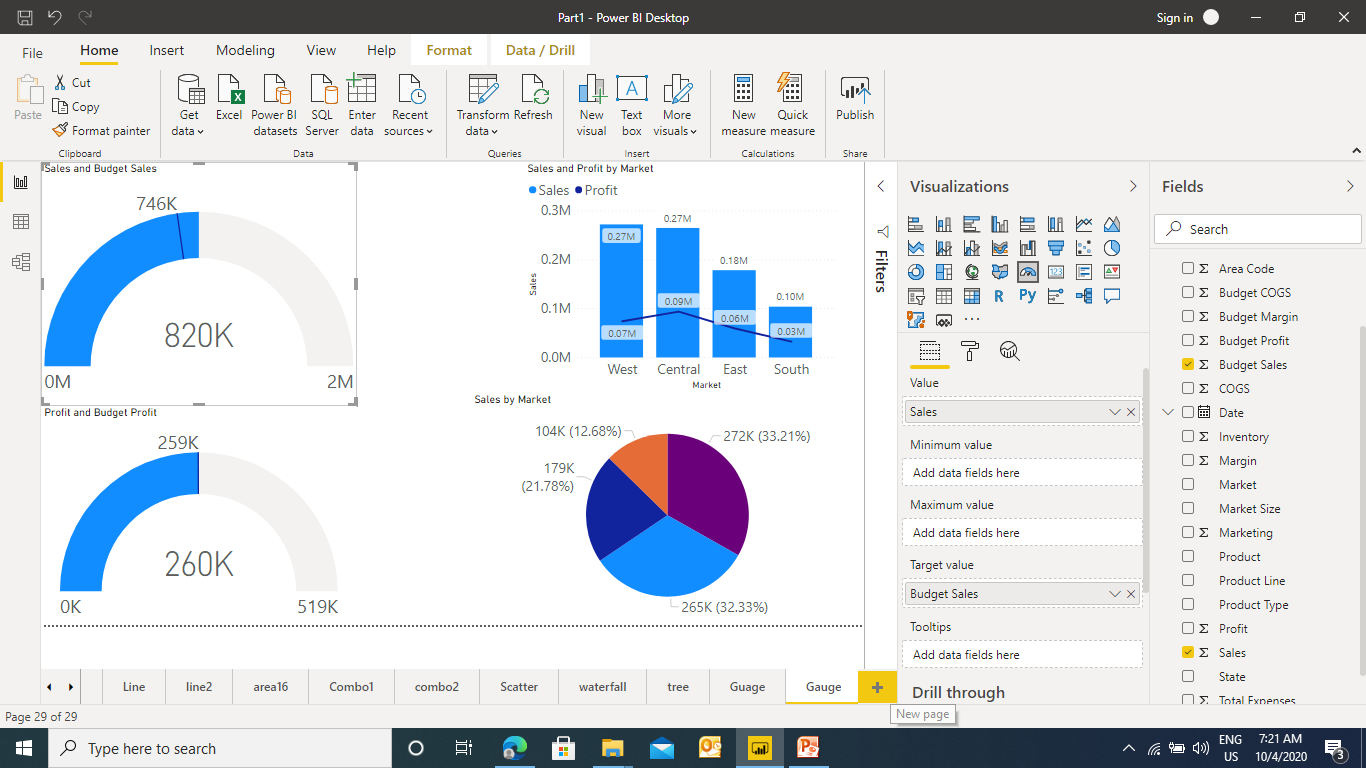 Part1 - Power BI Desktop
Sign in
File Home Insert Modeling View Help Format Data / Drill
Paste
Cut
Copy
Format painter
Clipboard
Get data
Excel
Power BI datasets
SQL Server
Enter data
Recent sources
Data
Transform data
Refresh
Queries
New visual
Text box
More visuals
Insert
New measure
Quick measure
Calculations
Publish
Share
Sales and Budget Sales
746K
820K
0M
2M
Profit and Budget Profit
259K
260K
0K
519K
Sales and Profit by Market
Sales Profit
0.3M
0.2M
0.1M
0.0M
Sales
0.27M
0.27M
0.18M
0.10M
0.07M
0.09M
0.06M
0.03M
West Central East South
Market
Sales by Market
104K (12.68%)
272K (33.21%)
179K
(21.78%)
265K (32.33%)
Filters
Visualizations
R
Py
123
Value
Sales
Minimum value
Add data fields here
Maximum value
Add data fields here
Target value
Budget Sales
Tooltips
Add data fields here
Drill through
Fields
Search
Area Code
Budget COGS
Budget Margin
Budget Profit
Budget Sales
COGS
Date
Inventory
Margin
Market
Market Size
Marketing
Product
Product Line
Product Type
Profit
Sales
State
Total Expenses
Line line2 area16 Combo1 combo2 Scatter waterfall tree Guage Gauge +
New page
Page 29 of 29
Type here to search
ENG
US
7:21 AM
10/4/2020
3